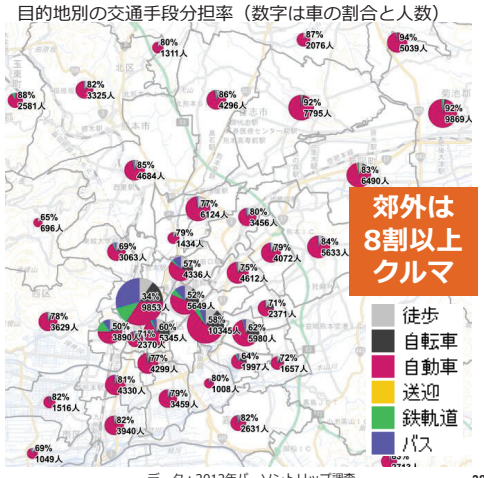 目的地別の交通手段分担率（数字は車の割合と人数）
80%
1311人
87%
2076人
94%
5039人
88%
2581人
82%
3325人
86%
4296人
92%
7795人
92%
9869人
85%
4684人
83%
6490人
77%
6124人
80%
3456人
65%
696人
79%
1434人
69%
3063人
79%
4072人
84%
5633人
57%
4336人
75%
4612人
34%
9853人
52%
5649人
71%
2371人
78%
3629人
50%
3890人
71%
2370人
60%
5345人
58%
10345人
62%
5980人
77%
4299人
64%
1997人
72%
1657人
81%
4330人
80%
1008人
82%
1516人
79%
3459人
82%
3940人
82%
2631人
69%
1049人
郊外は
8割以上
クルマ
徒歩
自転車
自動車
送迎
鉄軌道
バス